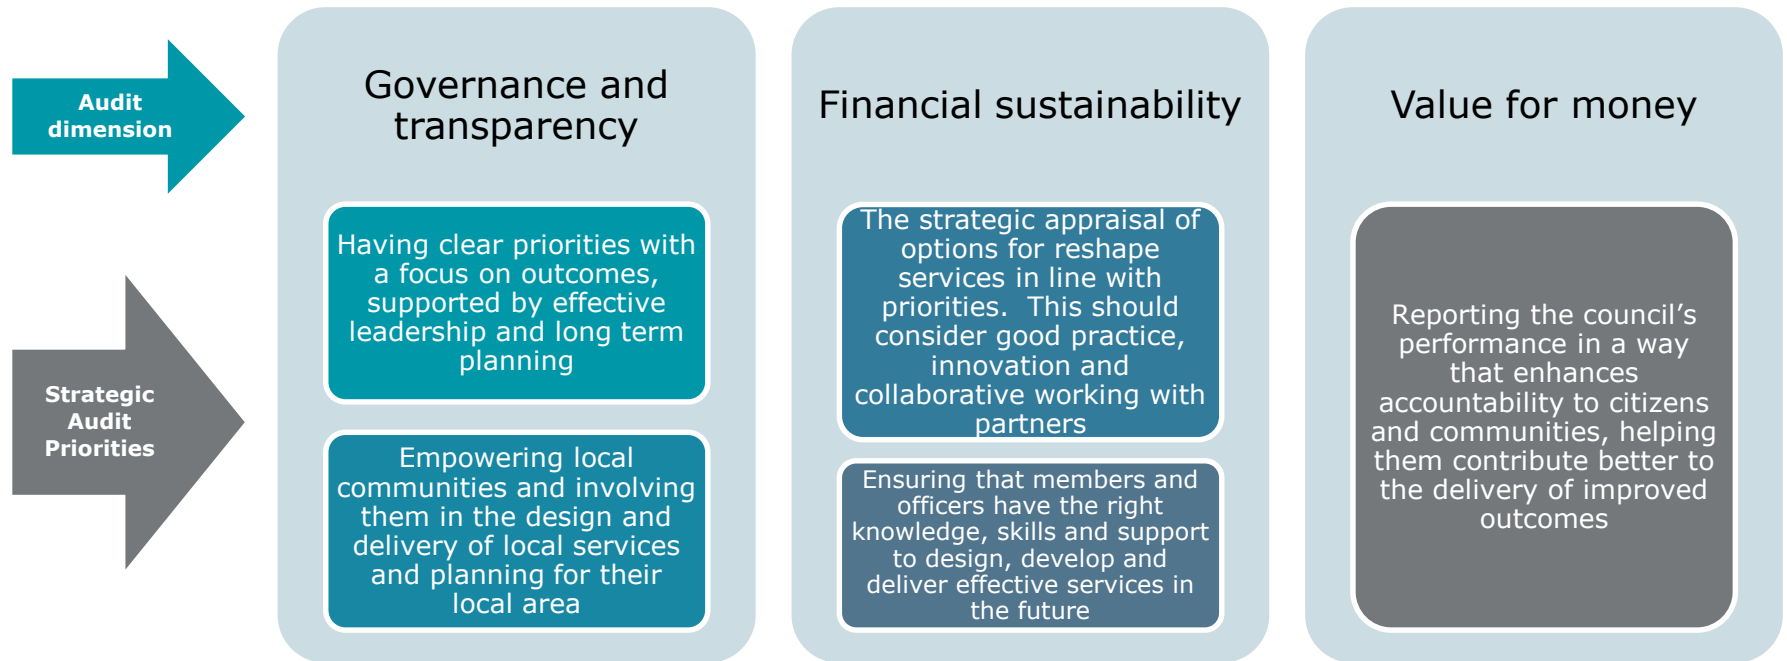 Audit
dimension
Governance and
transparency
Financial sustainability
Value for money
Strategic
Audit
Priorities
Having clear priorities with
a focus on outcomes,
supported by effective
leadership and long term
planning
Empowering local
communities and involving
them in the design and
delivery of local services
and planning for their
local area
The strategic appraisal of
options for reshape
services in line with
priorities.  This should
consider good practice,
innovation and
collaborative working with
partners
Ensuring that members and
officers have the right
knowledge, skills and support
to design, develop and
deliver effective services in
the future
Reporting the council’s
performance in a way
that enhances
accountability to citizens
and communities, helping
them contribute better to
the delivery of improved
outcomes